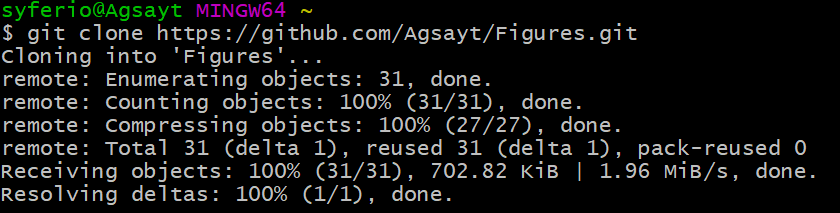 syferio@Agsayt MINGW64 ~
$ git clone https://github.com/Agsayt/Figures.git
Cloning into 'Figures'...
remote: Enumerating objects: 31, done.
remote: Counting objects: 100% (31/31), done.
remote: Compressing objects: 100% (27/27), done.
remote: Total 31 (delta 1), reused 31 (delta 1), pack-reused 0
Receiving objects: 100% (31/31), 702.82 KiB | 1.96 MiB/s, done.
Resolving deltas: 100% (1/1), done.